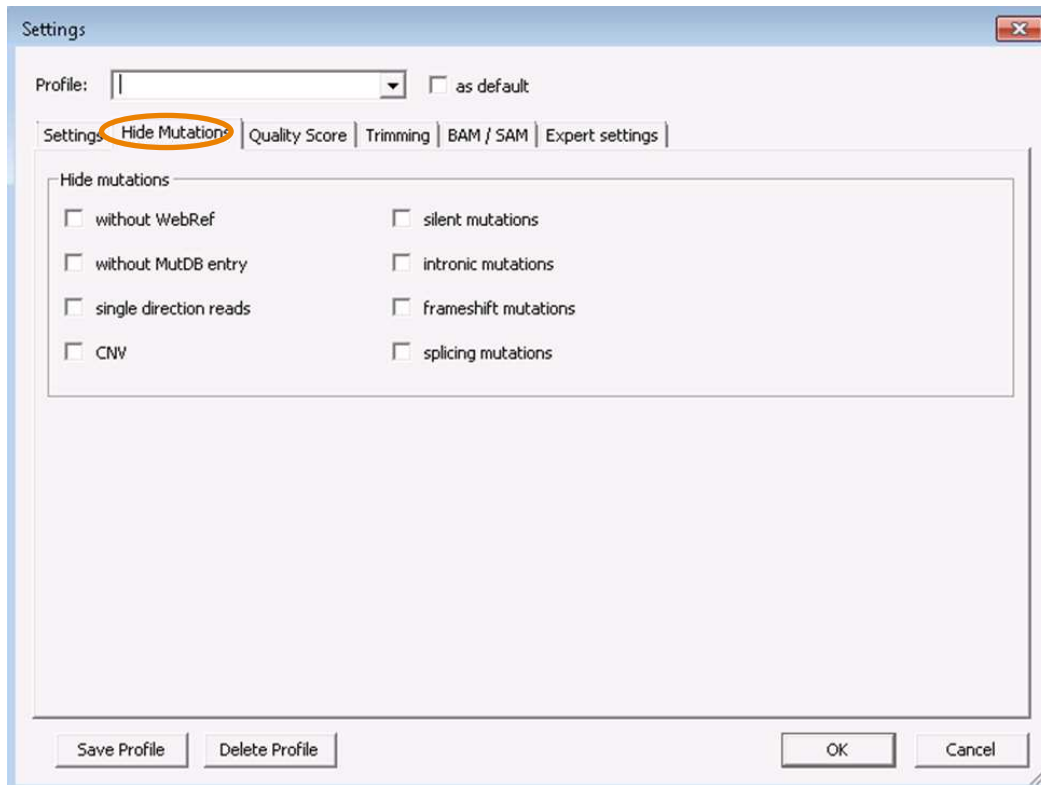 Settings
Profile: as default
Settings Hide Mutations Quality Score Trimming BAM / SAM Expert settings
Hide mutations
without WebRef silent mutations
without MutDB entry intronic mutations
single direction reads frameshift mutations
CNV splicing mutations
Save Profile Delete Profile OK Cancel